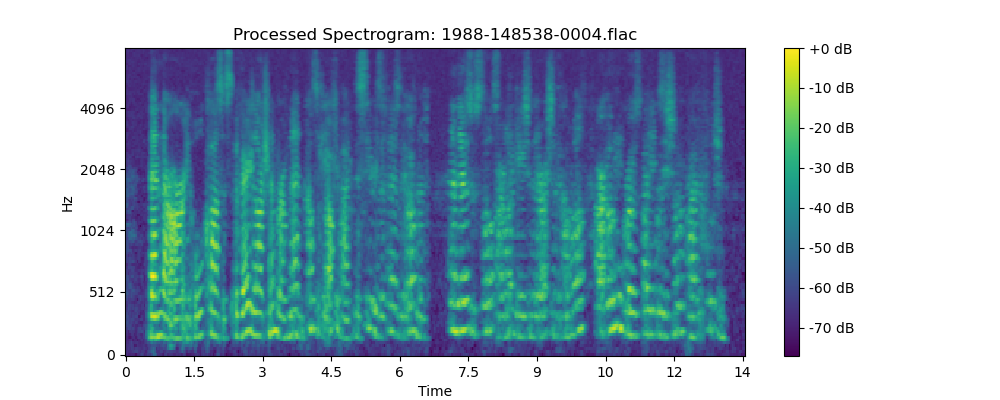 Processed Spectrogram: 1988-148538-0004.flac
Hz
4096
2048
1024
512
0
0 1.5 3 4.5 6 7.5 9 10 12 14
Time
+0 dB
-10 dB
-20 dB
-30 dB
-40 dB
-50 dB
-60 dB
-70 dB